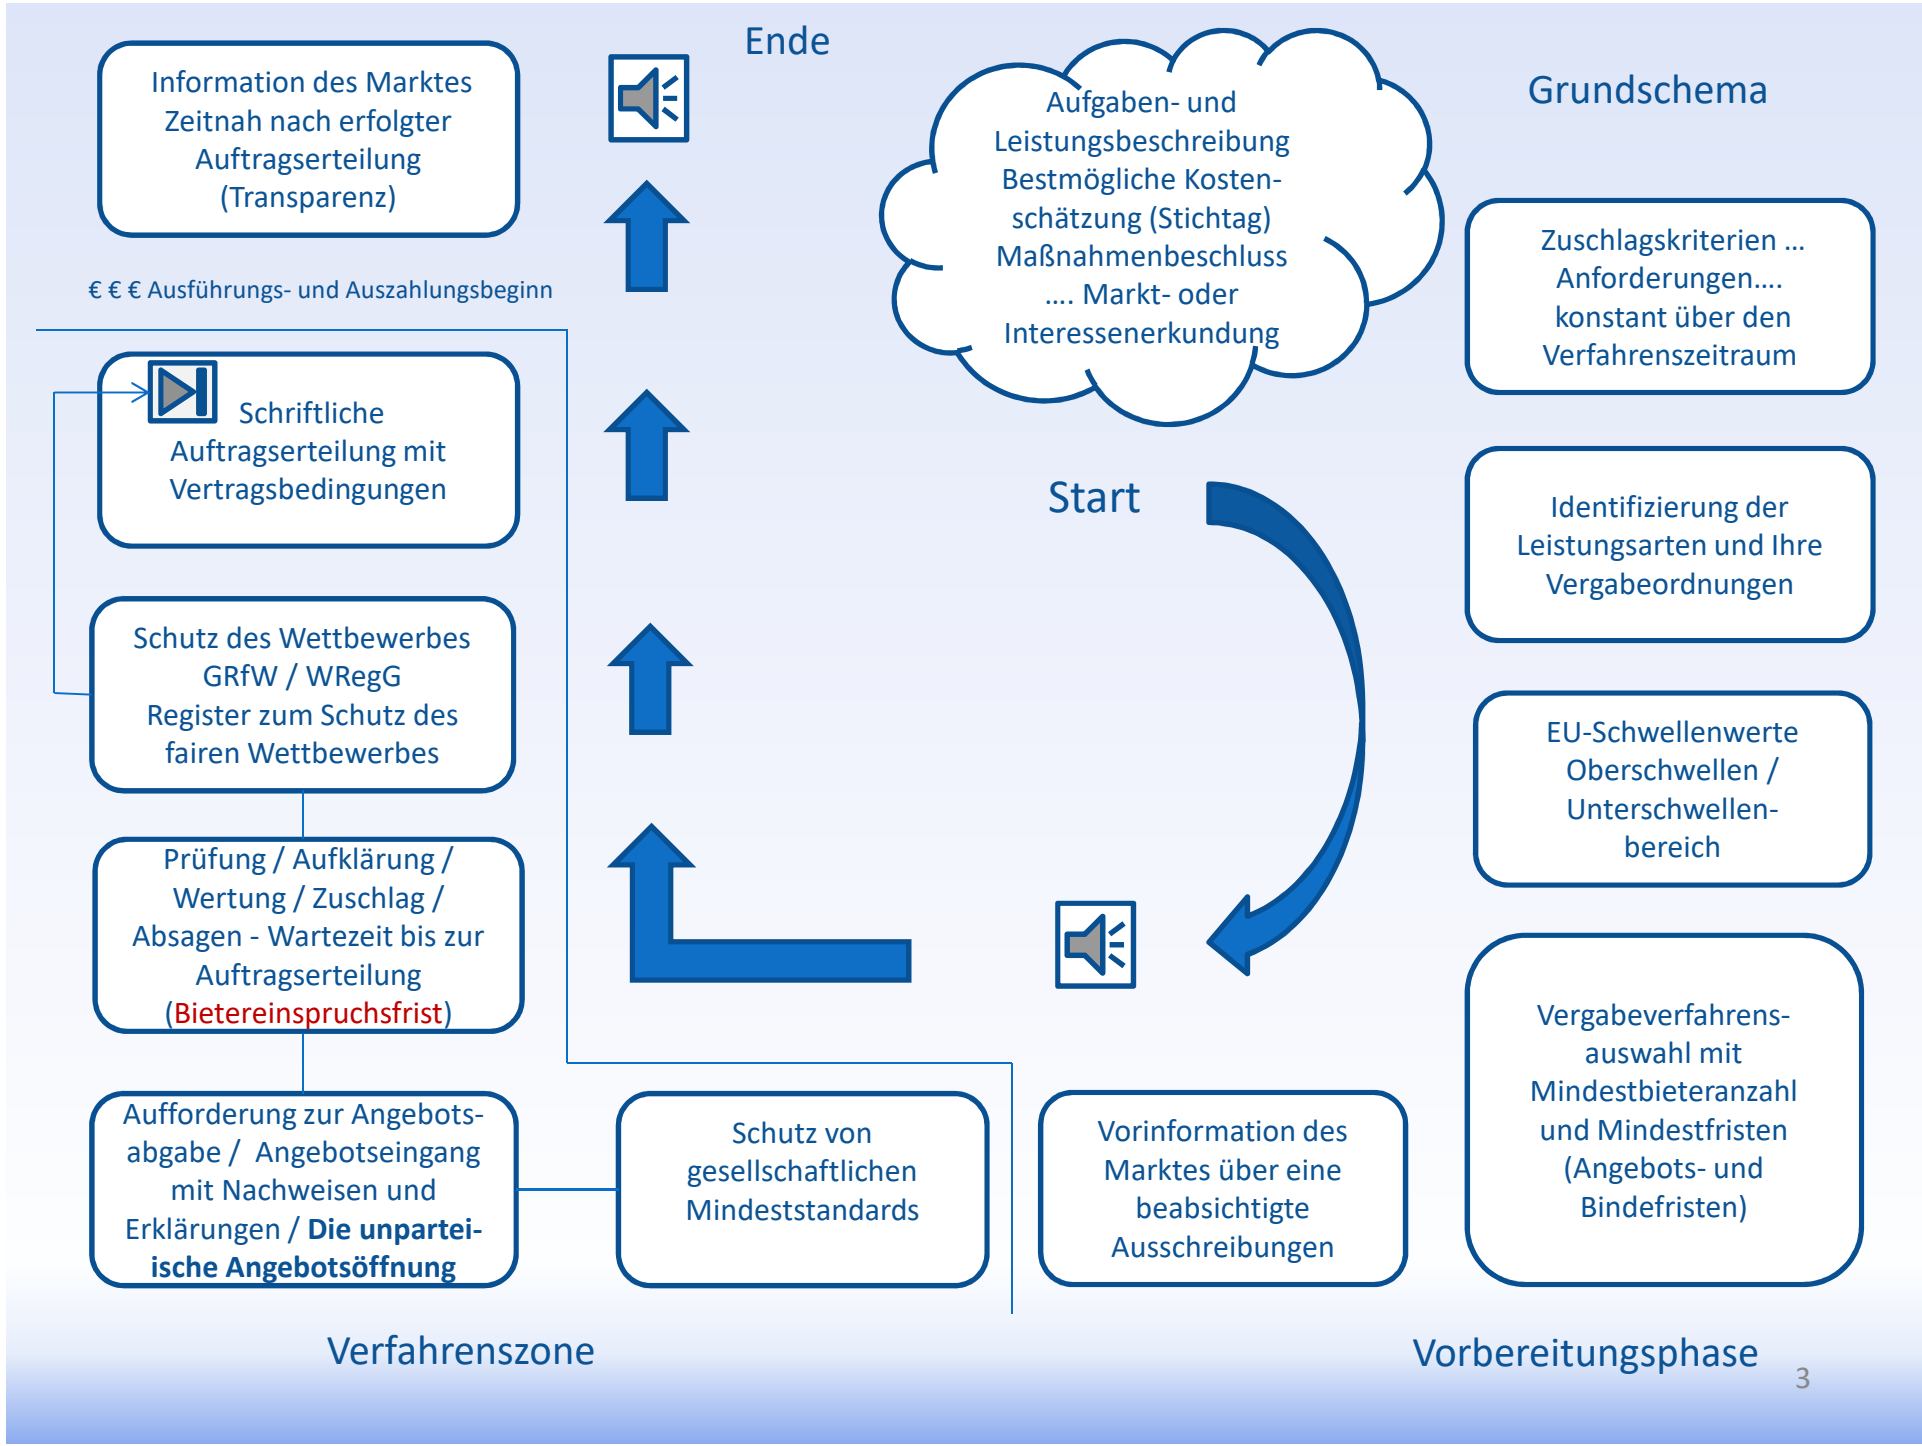 Ende
Grundschema
Aufgaben- und
Leistungsbeschreibung
Bestmögliche Kosten-
schätzung (Stichtag)
Maßnahmenbeschluss
.... Markt- oder
Interessenerkundung
Start
Zuschlagskriterien ...
Anforderungen....
konstant über den
Verfahrenszeitraum
Identifizierung der
Leistungsarten und Ihre
Vergabeordnungen
EU-Schwellenwerte
Oberschwellen /
Unterschwellen-
bereich
Vergabeverfahrens-
auswahl mit
Mindestbieteranzahl
und Mindestfristen
(Angebots- und
Bindefristen)
Vorinformation des
Marktes über eine
beabsichtigte
Ausschreibungen
Schutz von
gesellschaftlichen
Mindeststandards
Aufforderung zur Angebots-
abgabe / Angebotseingang
mit Nachweisen und
Erklärungen / Die unpartei-
ische Angebotsöffnung
Prüfung / Aufklärung /
Wertung / Zuschlag /
Absagen - Wartezeit bis zur
Auftragserteilung
(Bietereinspruchsfrist)
Schutz des Wettbewerbes
GRfW / WRegG
Register zum Schutz des
fairen Wettbewerbes
Schriftliche
Auftragserteilung mit
Vertragsbedingungen
€ € € Ausführungs- und Auszahlungsbeginn
Information des Marktes
Zeitnah nach erfolgter
Auftragserteilung
(Transparenz)
Verfahrenszone
Vorbereitungsphase
3